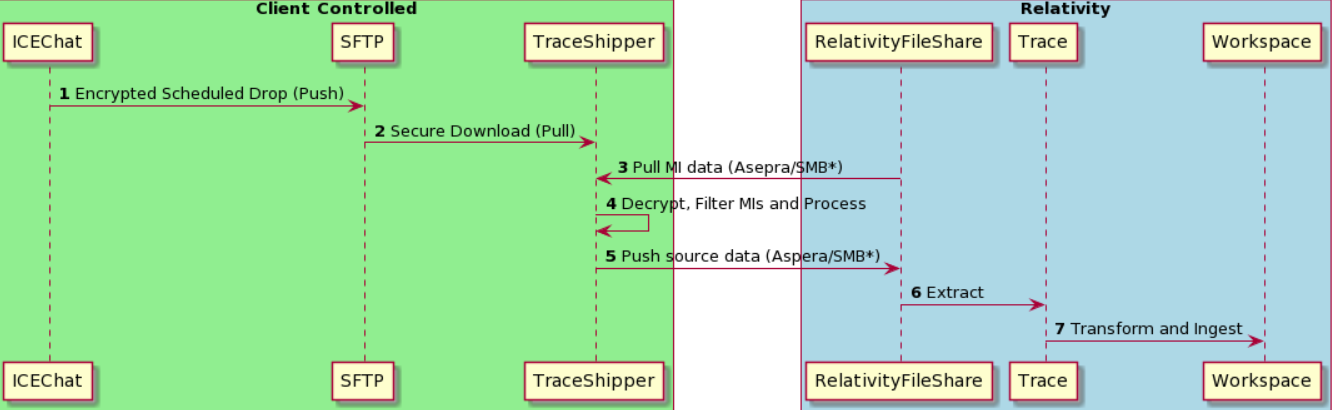 Client Controlled
Relativity
ICEChat
SFTP
TraceShipper
RelativityFileShare
Trace
Workspace
1 Encrypted Scheduled Drop (Push)
2 Secure Download (Pull)
3 Pull MI data (Asepra/SMB*)
4 Decrypt, Filter MIs and Process
5 Push source data (Aspera/SMB*)
6 Extract
7 Transform and Ingest
ICEChat
SFTP
TraceShipper
RelativityFileShare
Trace
Workspace